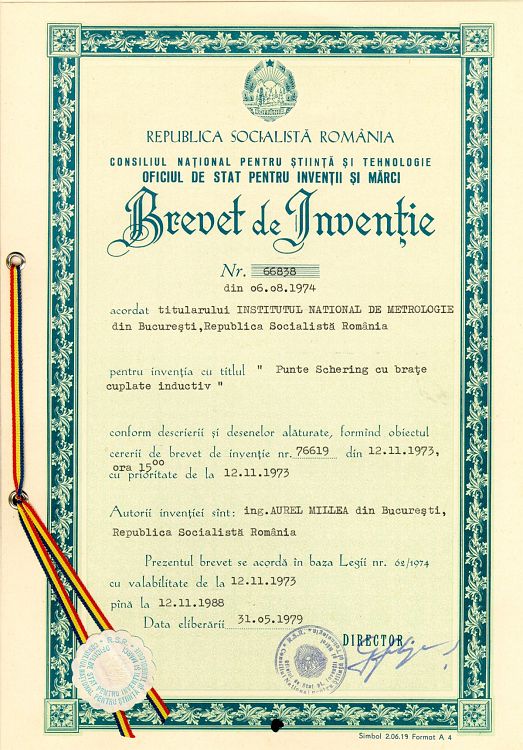 REPUBLICA SOCIALISTĂ ROMÂNIA
CONSILIUL NAȚIONAL PENTRU ȘTIINȚĂ ȘI TEHNOLOGIE
OFICIUL DE STAT PENTRU INVENȚII ȘI MĂRCI
Brevet de Invenție
Nr. 66838
din 06.08.1974
acordat titularului INSTITUTUL NATIONAL DE METROLOGIE
din București,Republica Socialistă România
pentru invenția cu titlul " Punte Schering cu brațe
cuplate inductiv "
conform descrierii și desenelor alăturate, formînd obiectul
cererii de brevet de invenție nr. 76619 din 12.11.1973,
ora 15⁰⁰
cu prioritate de la 12.11.1973
Autorii invenției sînt: ing.AUREL MILLEA din București,
Republica Socialistă România
Prezentul brevet se acordă în baza Legii nr. 62/1974
cu valabilitate de la 12.11.1973
pînă la 12.11.1988
Data eliberării 31.05.1979
DIRECTOR
Simbol 2.06.19 Format A 4